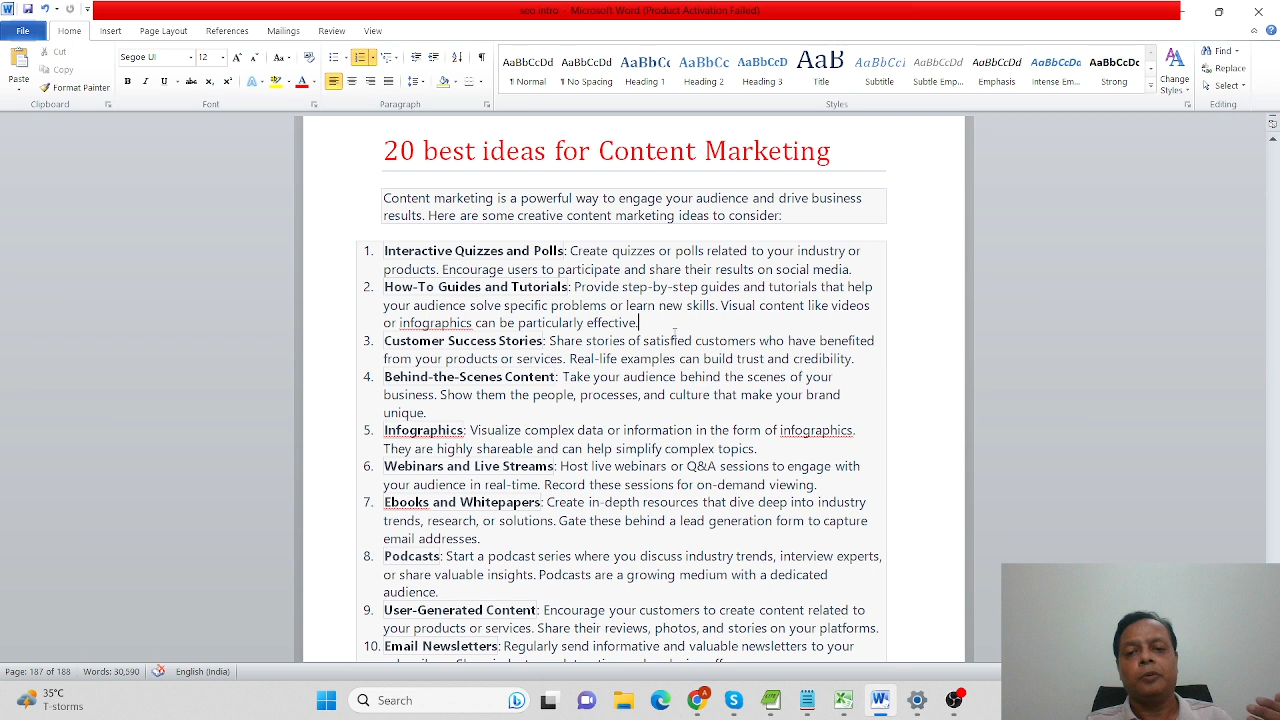 seo.intro - Microsoft Word (Product Activation Failed)
File Home Insert Page Layout References Mailings Review View
Paste
Cut
Copy
Format Painter
Clipboard
Segoe UI 12
Font
Paragraph
AaBbCcDc AaBbCcDc AaBbCc AaBbCc AaBbCcD AaB AaBbCcI AaBbCcDc AaBbCcDc AaBbCcDc AaBbCcDc
¶ Normal ¶ No Spacing Heading 1 Heading 2 Heading 3 Title Subtitle Subtle Emp... Emphasis Intense Em... Strong
Styles
Change Styles
Find
Replace
Select
Editing
20 best ideas for Content Marketing
Content marketing is a powerful way to engage your audience and drive business
results. Here are some creative content marketing ideas to consider:
1. Interactive Quizzes and Polls: Create quizzes or polls related to your industry or
products. Encourage users to participate and share their results on social media.
2. How-To Guides and Tutorials: Provide step-by-step guides and tutorials that help
your audience solve specific problems or learn new skills. Visual content like videos
or infographics can be particularly effective.
3. Customer Success Stories: Share stories of satisfied customers who have benefited
from your products or services. Real-life examples can build trust and credibility.
4. Behind-the-Scenes Content: Take your audience behind the scenes of your
business. Show them the people, processes, and culture that make your brand
unique.
5. Infographics: Visualize complex data or information in the form of infographics.
They are highly shareable and can help simplify complex topics.
6. Webinars and Live Streams: Host live webinars or Q&A sessions to engage with
your audience in real-time. Record these sessions for on-demand viewing.
7. Ebooks and Whitepapers: Create in-depth resources that dive deep into industry
trends, research, or solutions. Gate these behind a lead generation form to capture
email addresses.
8. Podcasts: Start a podcast series where you discuss industry trends, interview experts,
or share valuable insights. Podcasts are a growing medium with a dedicated
audience.
9. User-Generated Content: Encourage your customers to create content related to
your products or services. Share their reviews, photos, and stories on your platforms.
10. Email Newsletters: Regularly send informative and valuable newsletters to your
Page: 187 of 188 Words: 30,590 English (India)
35°C
T-storms
Search